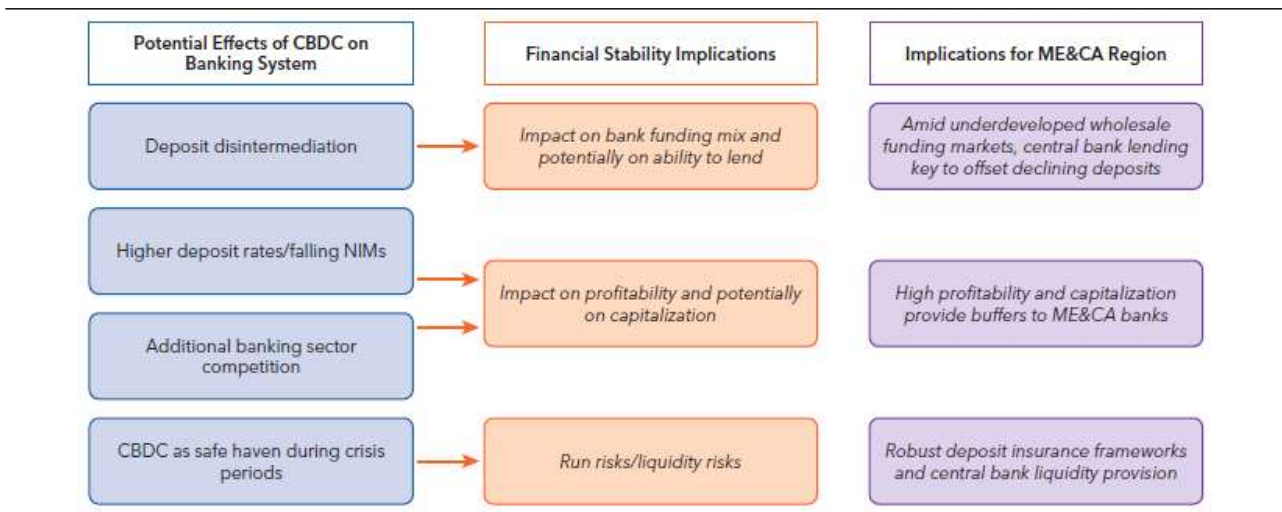 Potential Effects of CBDC on
Banking System
Financial Stability Implications
Implications for ME&CA Region
Deposit disintermediation
Impact on bank funding mix and
potentially on ability to lend
Amid underdeveloped wholesale
funding markets, central bank lending
key to offset declining deposits
Higher deposit rates/falling NIMs
Additional banking sector
competition
Impact on profitability and potentially
on capitalization
High profitability and capitalization
provide buffers to ME&CA banks
CBDC as safe haven during crisis
periods
Run risks/liquidity risks
Robust deposit insurance frameworks
and central bank liquidity provision